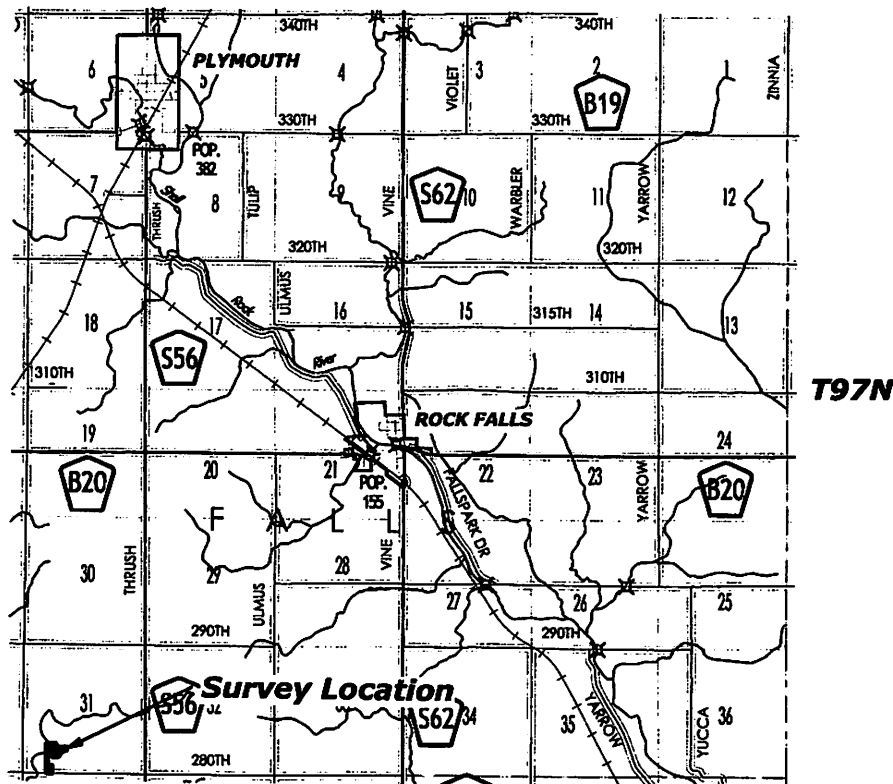 340TH 340TH
6 5 4 3 2 1
PLYMOUTH
VIOLET
ZINNIA
B19
330TH 330TH
POP.
382
7 8 9 10 11 12
THRUSH
TULIP
VINE
S62
WARBLER
YARROW
Shell
320TH 320TH
ULMUS
Rock
18 17 16 15 14 13
315TH
S56
River
310TH 310TH
T97N
ROCK FALLS
19 20 21 22 23 24
B20 B20
POP.
155
FALLSPARK DR
YARROW
F A L L
30 29 28 27 26 25
THRUSH
ULMUS
VINE
290TH 290TH
31 32 34 35 36
S56
Survey Location
S62
YARROW
YUCCA
280TH